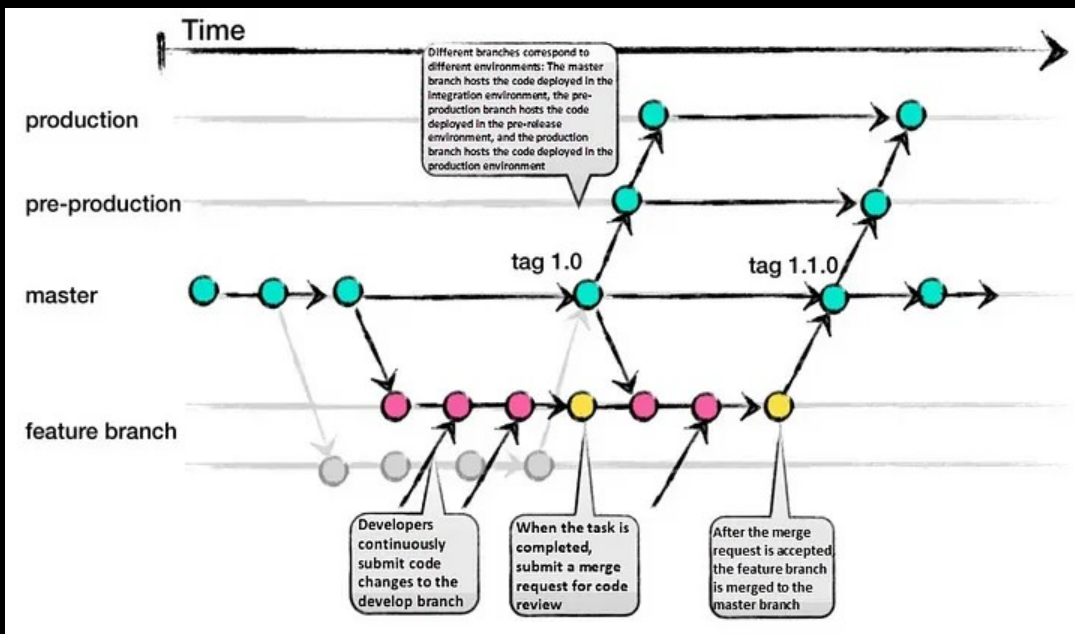 Time
Different branches correspond to
different environments: The master
branch hosts the code deployed in the
integration environment, the pre-
production branch hosts the code
deployed in the pre-release
environment, and the production
branch hosts the code deployed in the
production environment
production
pre-production
tag 1.0
tag 1.1.0
master
feature branch
Developers
continuously
submit code
changes to the
develop branch
When the task is
completed,
submit a merge
request for code
review
After the merge
request is accepted,
the feature branch
is merged to the
master branch